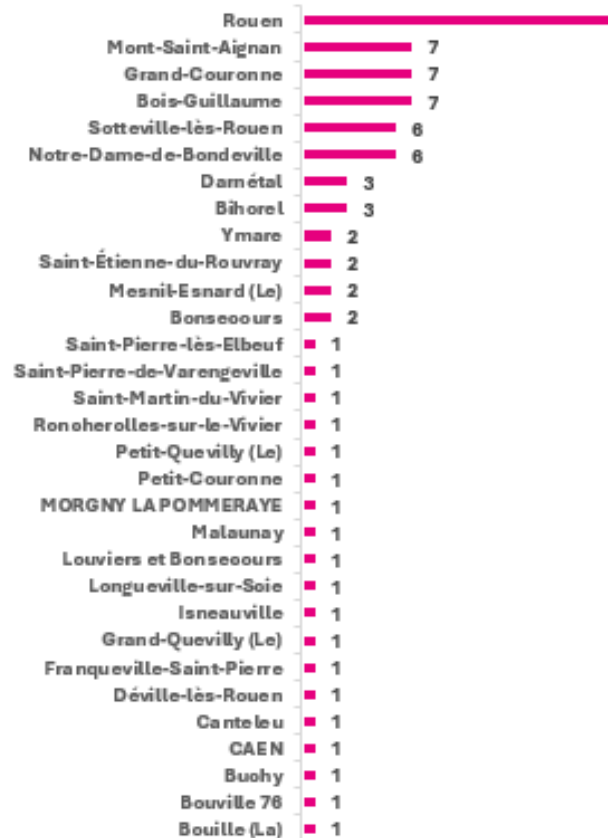 Rouen
Mont-Saint-Aignan 7
Grand-Couronne 7
Bois-Guillaume 7
Sotteville-lès-Rouen 6
Notre-Dame-de-Bondeville 6
Darnétal 3
Bihorel 3
Ymare 2
Saint-Étienne-du-Rouvray 2
Mesnil-Esnard (Le) 2
Bonsecours 2
Saint-Pierre-lès-Elbeuf 1
Saint-Pierre-de-Varengeville 1
Saint-Martin-du-Vivier 1
Roncherolles-sur-le-Vivier 1
Petit-Quevilly (Le) 1
Petit-Couronne 1
MORGNY LA POMMERAYE 1
Malaunay 1
Louviers et Bonsecours 1
Longueville-sur-Scie 1
Isneauville 1
Grand-Quevilly (Le) 1
Franqueville-Saint-Pierre 1
Déville-lès-Rouen 1
Canteleu 1
CAEN 1
Buchy 1
Bouville 76 1
Bouille (La) 1